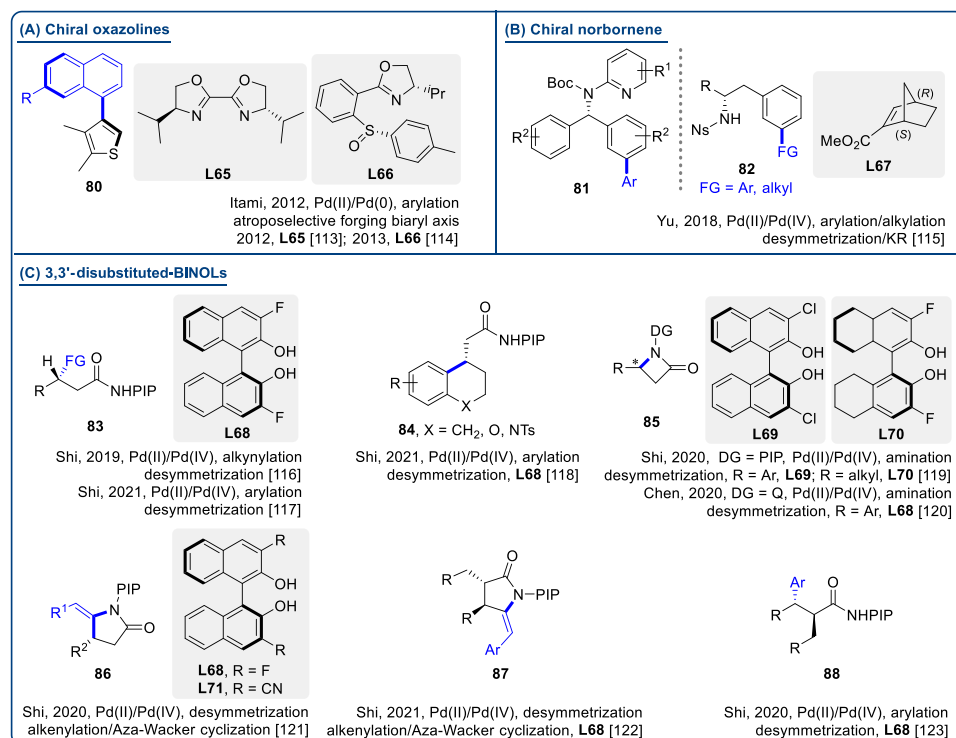 (A) Chiral oxazolines
R
S
80
O O
N N
L65
O
N
iPr
S
O
L66
Itami, 2012, Pd(II)/Pd(0), arylation
atroposelective forging biaryl axis
2012, L65 [113]; 2013, L66 [114]
(B) Chiral norbornene
Boc N N R1
R2 R2
Ar
81
R
NH
Ns
FG
82
FG = Ar, alkyl
(R)
(S)
MeO2C
L67
Yu, 2018, Pd(II)/Pd(IV), arylation/alkylation
desymmetrization/KR [115]
(C) 3,3'-disubstituted-BINOLs
H FG O
R NHPIP
83
F
OH
OH
F
L68
Shi, 2019, Pd(II)/Pd(IV), alkynylation
desymmetrization [116]
Shi, 2021, Pd(II)/Pd(IV), arylation
desymmetrization [117]
O
NHPIP
R
X
84, X = CH2, O, NTs
Shi, 2021, Pd(II)/Pd(IV), arylation
desymmetrization, L68 [118]
DG
N
* R O
85
Cl
OH
OH
Cl
L69
F
OH
OH
F
L70
Shi, 2020, DG = PIP, Pd(II)/Pd(IV), amination
desymmetrization, R = Ar, L69; R = alkyl, L70 [119]
Chen, 2020, DG = Q, Pd(II)/Pd(IV), amination
desymmetrization, R = Ar, L68 [120]
PIP
R1 N
O
R2
86
R
OH
OH
R
L68, R = F
L71, R = CN
Shi, 2020, Pd(II)/Pd(IV), desymmetrization
alkenylation/Aza-Wacker cyclization [121]
O
R N PIP
R
Ar
87
Shi, 2021, Pd(II)/Pd(IV), desymmetrization
alkenylation/Aza-Wacker cyclization, L68 [122]
Ar O
R NHPIP
R
88
Shi, 2020, Pd(II)/Pd(IV), arylation
desymmetrization, L68 [123]